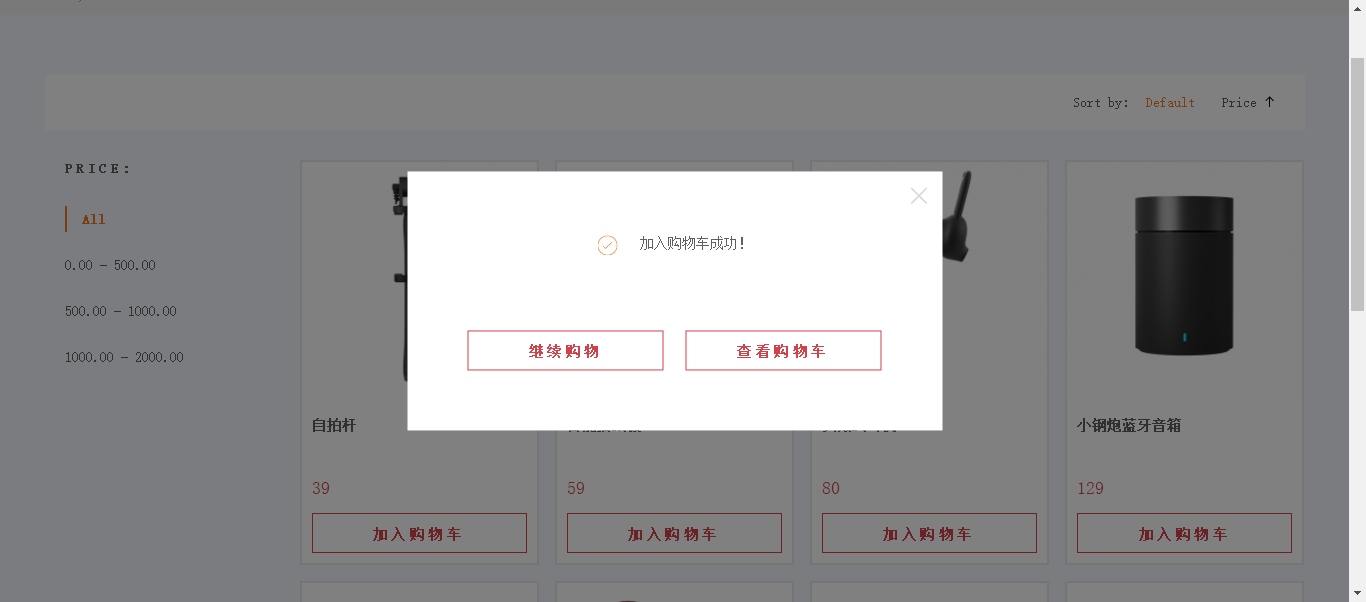 Sort by: Default Price ↑
PRICE:
All
0.00 - 500.00
500.00 - 1000.00
1000.00 - 2000.00
加入购物车成功!
继续购物 查看购物车
自拍杆
小钢炮蓝牙音箱
39 59 80 129
加入购物车 加入购物车 加入购物车 加入购物车